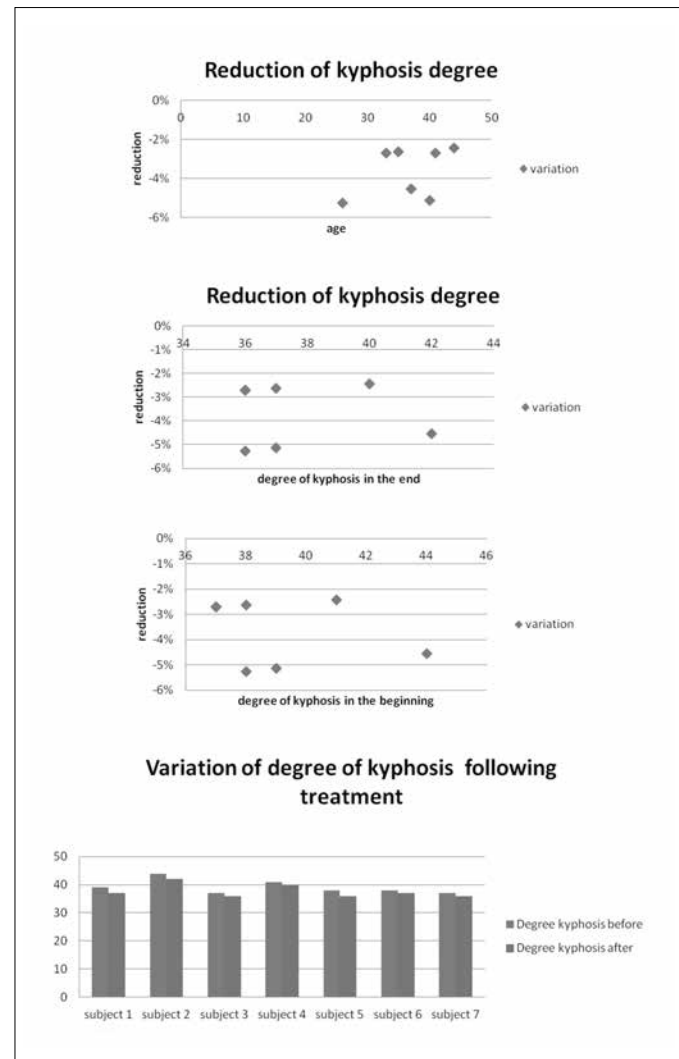 Reduction of kyphosis degree
0%
0 10 20 30 40 50
-2%
-4%
-6%
reduction
age
variation
Reduction of kyphosis degree
0%
34 36 38 40 42 44
-1%
-2%
-3%
-4%
-5%
-6%
reduction
degree of kyphosis in the end
variation
0%
36 38 40 42 44 46
-1%
-2%
-3%
-4%
-5%
-6%
reduction
degree of kyphosis in the beginning
variation
Variation of degree of kyphosis following
treatment
50
40
30
20
10
0
subject 1 subject 2 subject 3 subject 4 subject 5 subject 6 subject 7
Degree kyphosis before
Degree kyphosis after